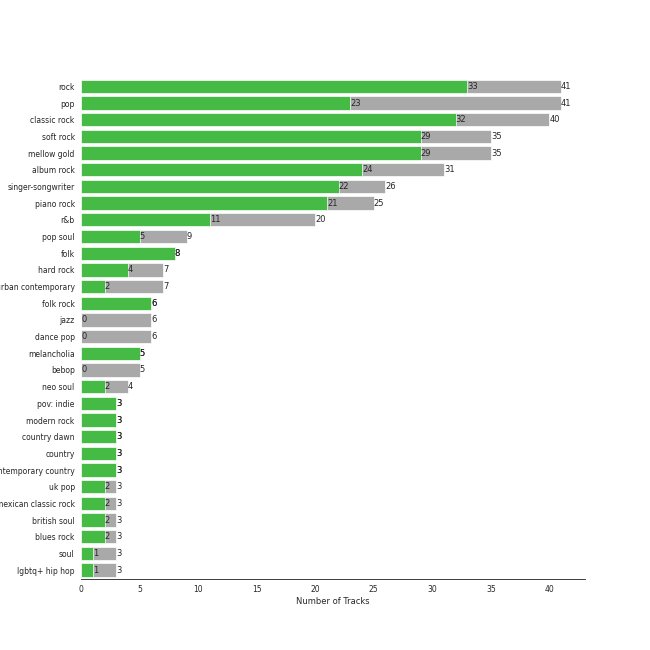 rock 33 41
pop 23 41
classic rock 32 40
soft rock 29 35
mellow gold 29 35
album rock 24 31
singer-songwriter 22 26
piano rock 21 25
r&b 11 20
pop soul 5 9
folk 8
hard rock 4 7
rban contemporary 2 7
folk rock 6
jazz 0 6
dance pop 0 6
melancholia 5
bebop 0 5
neo soul 2 4
pov: indie 3
modern rock 3
country dawn 3
country 3
ntemporary country 3
uk pop 2 3
mexican classic rock 2 3
british soul 2 3
blues rock 2 3
soul 1 3
lgbtq+ hip hop 1 3
0 5 10 15 20 25 30 35 40
Number of Tracks